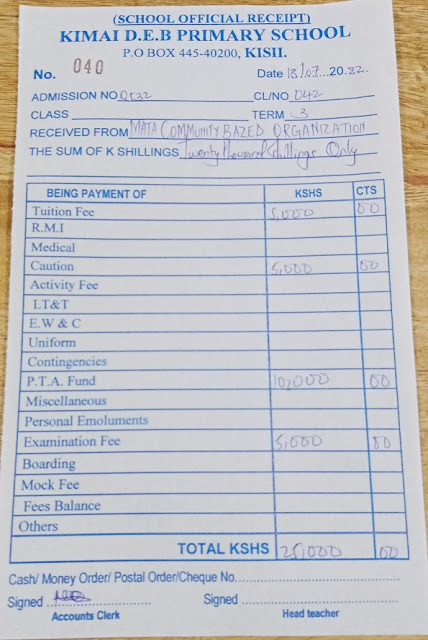 (SCHOOL OFFICIAL RECEIPT)
KIMAI D.E.B PRIMARY SCHOOL
P.O BOX 445-40200, KISII.
No. 040 Date 13/07...20.22.
ADMISSION NO 0532 CL/NO 042
CLASS TERM 3
RECEIVED FROM MATA COMMUNITY BAZED ORGANIZATION
THE SUM OF K SHILLINGS Twenty thousand shillings Only
BEING PAYMENT OF KSHS CTS
Tuition Fee 5,000 00
R.M.I
Medical
Caution 5,000 00
Activity Fee
LT&T
E.W & C
Uniform
Contingencies
P.T.A. Fund 10,000 00
Miscellaneous
Personal Emoluments
Examination Fee 5,000 00
Boarding
Mock Fee
Fees Balance
Others
TOTAL KSHS 25,000 00
Cash/ Money Order/ Postal Order/Cheque No.
Signed Signed
Accounts Clerk Head teacher